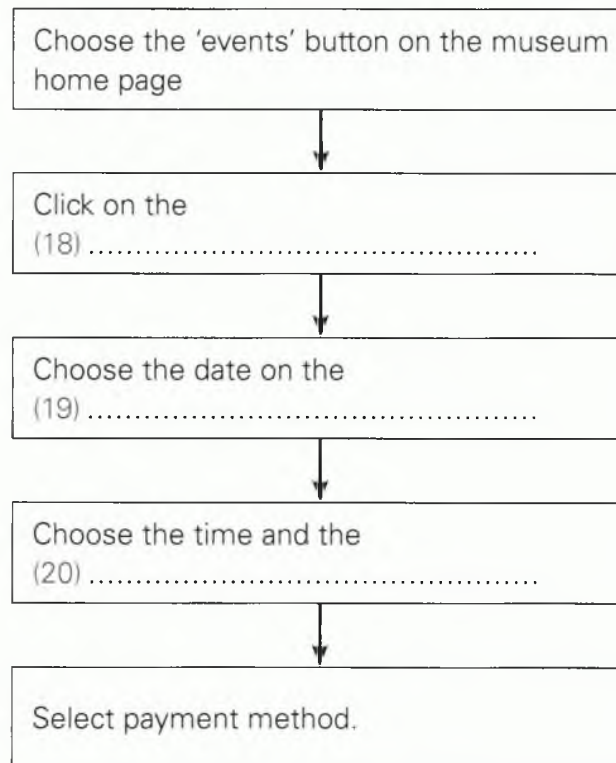 Choose the ‘events’ button on the museum
home page
Click on the
(18) ................................................
Choose the date on the
(19) ................................................
Choose the time and the
(20) ................................................
Select payment method.